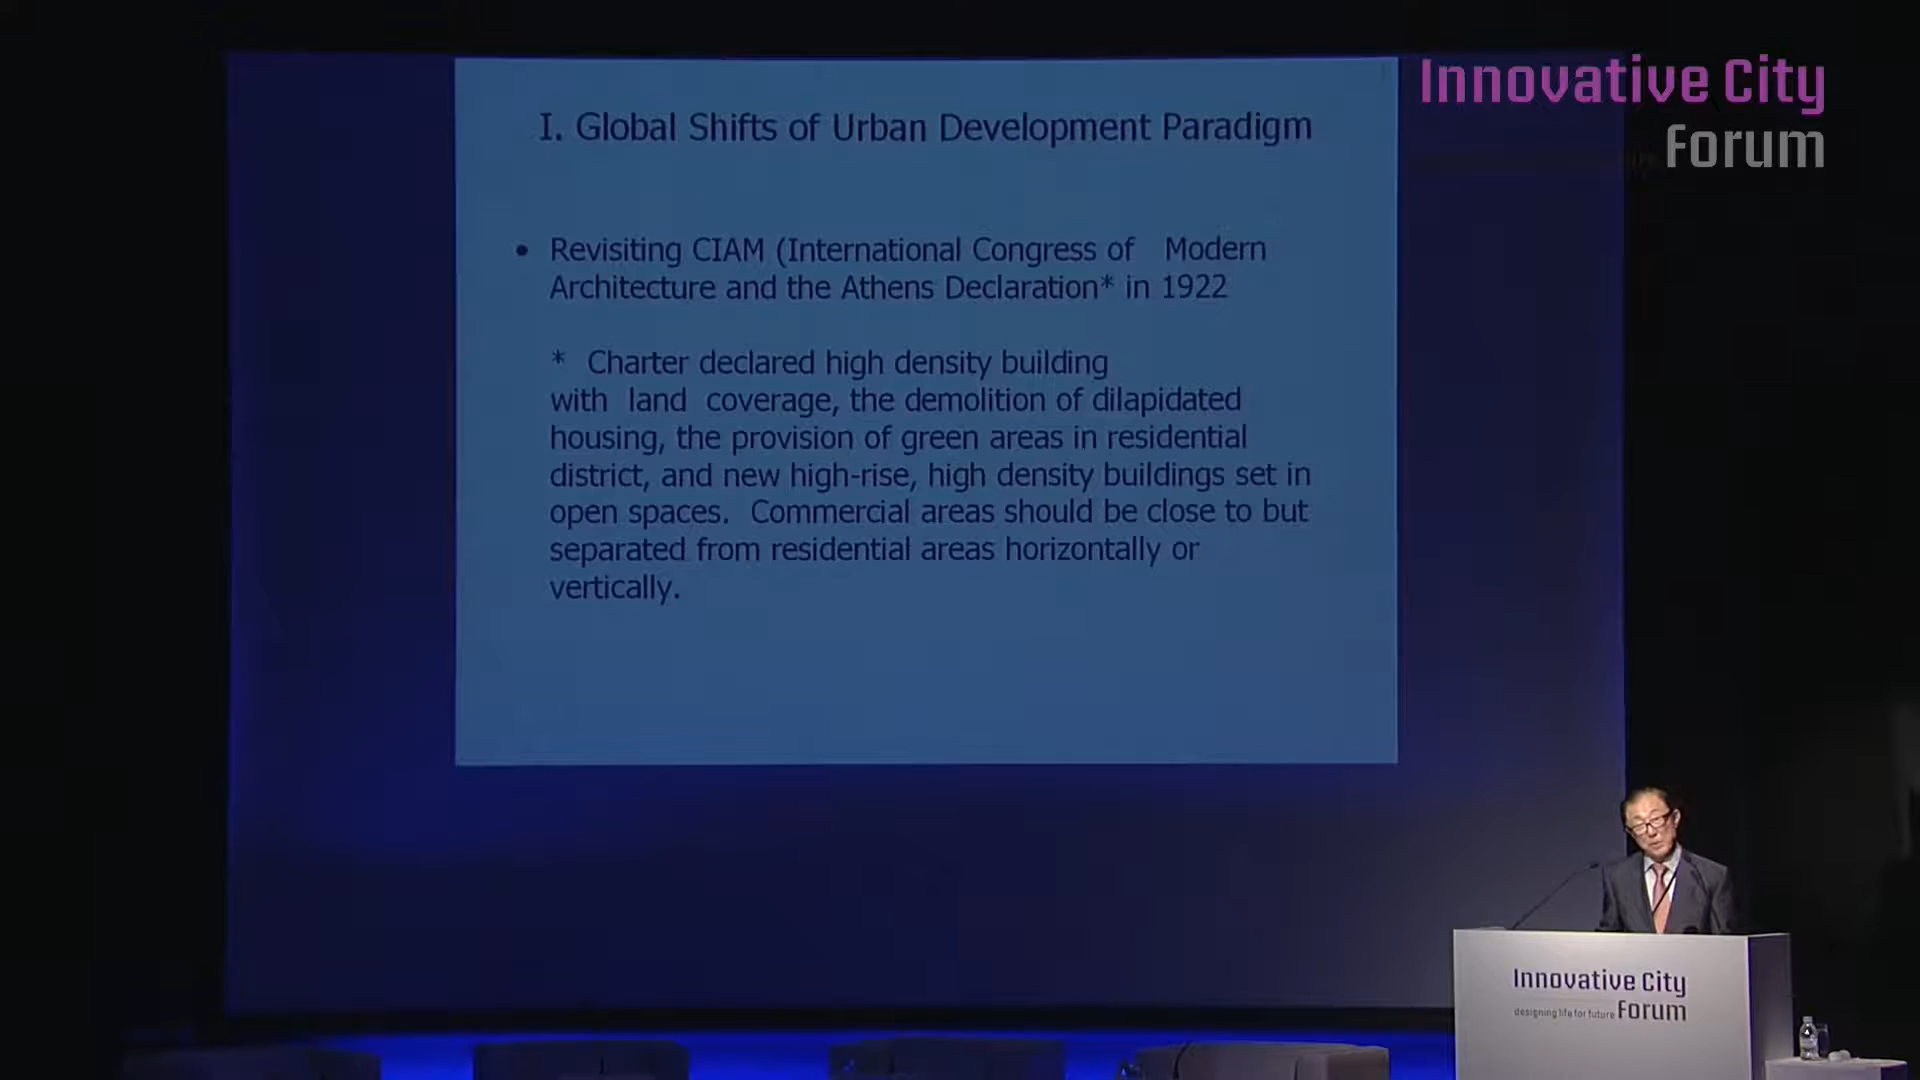 Innovative City
Forum
I. Global Shifts of Urban Development Paradigm
• Revisiting CIAM (International Congress of Modern
Architecture and the Athens Declaration* in 1922
* Charter declared high density building
with land coverage, the demolition of dilapidated
housing, the provision of green areas in residential
district, and new high-rise, high density buildings set in
open spaces. Commercial areas should be close to but
separated from residential areas horizontally or
vertically.
Innovative City
designing life for future Forum